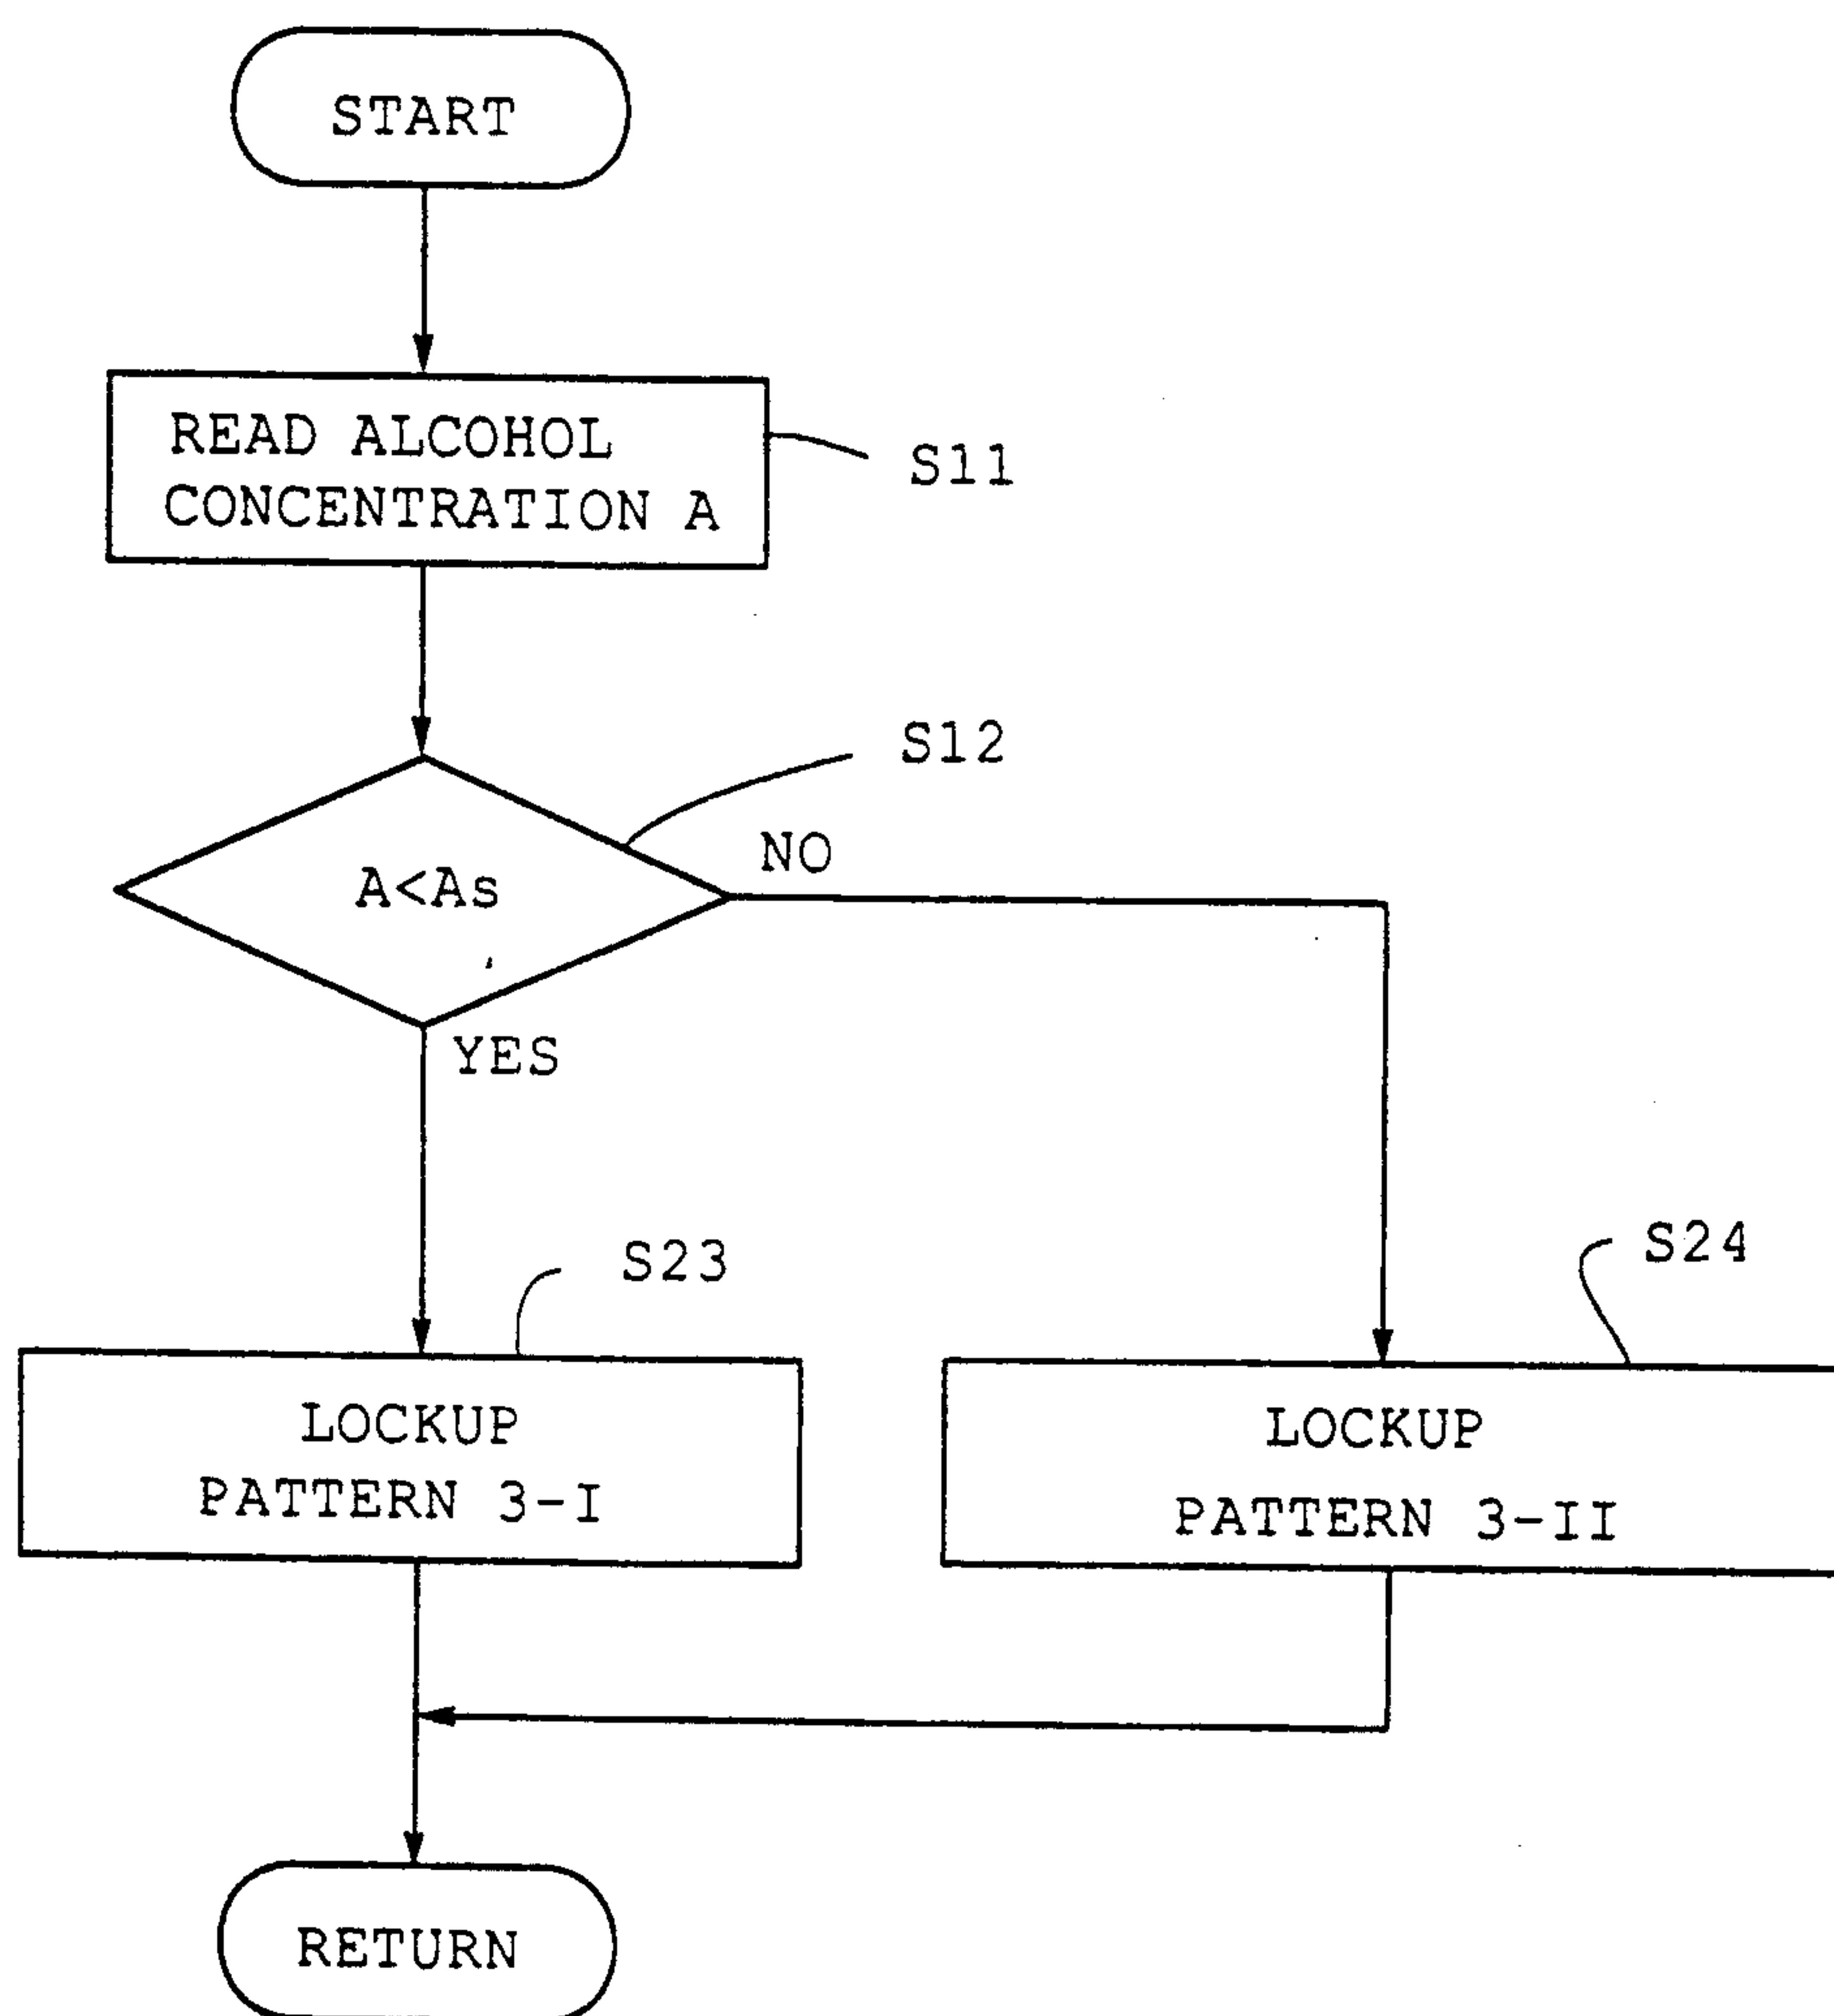 START
READ ALCOHOL
CONCENTRATION A
S11
S12
A<As
NO
YES
S23
S24
LOCKUP
PATTERN 3-I
LOCKUP
PATTERN 3-II
RETURN